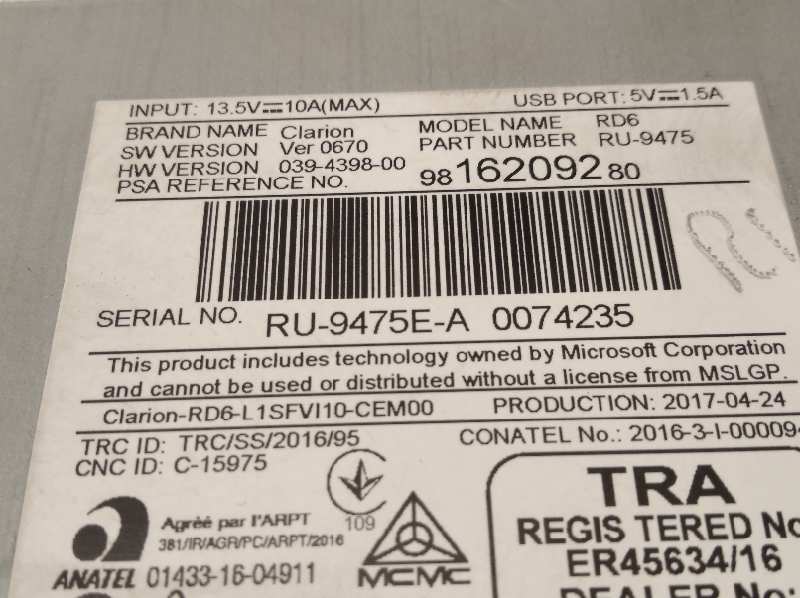 INPUT: 13.5V⎓10A(MAX) USB PORT: 5V⎓1.5A
BRAND NAME Clarion MODEL NAME RD6
SW VERSION Ver 0670 PART NUMBER RU-9475
HW VERSION 039-4398-00
PSA REFERENCE NO. 98 162092 80
SERIAL NO. RU-9475E-A 0074235
This product includes technology owned by Microsoft Corporation
and cannot be used or distributed without a license from MSLGP.
Clarion-RD6-L1SFVI10-CEM00 PRODUCTION: 2017-04-24
TRC ID: TRC/SS/2016/95 CONATEL No.: 2016-3-I-000094
CNC ID: C-15975
Agréé par l'ARPT
381/IR/AGR/PC/ARPT/2016
109
ANATEL 01433-16-04911
MCMC
TRA
REGIS TERED No
ER45634/16
DEALER No: